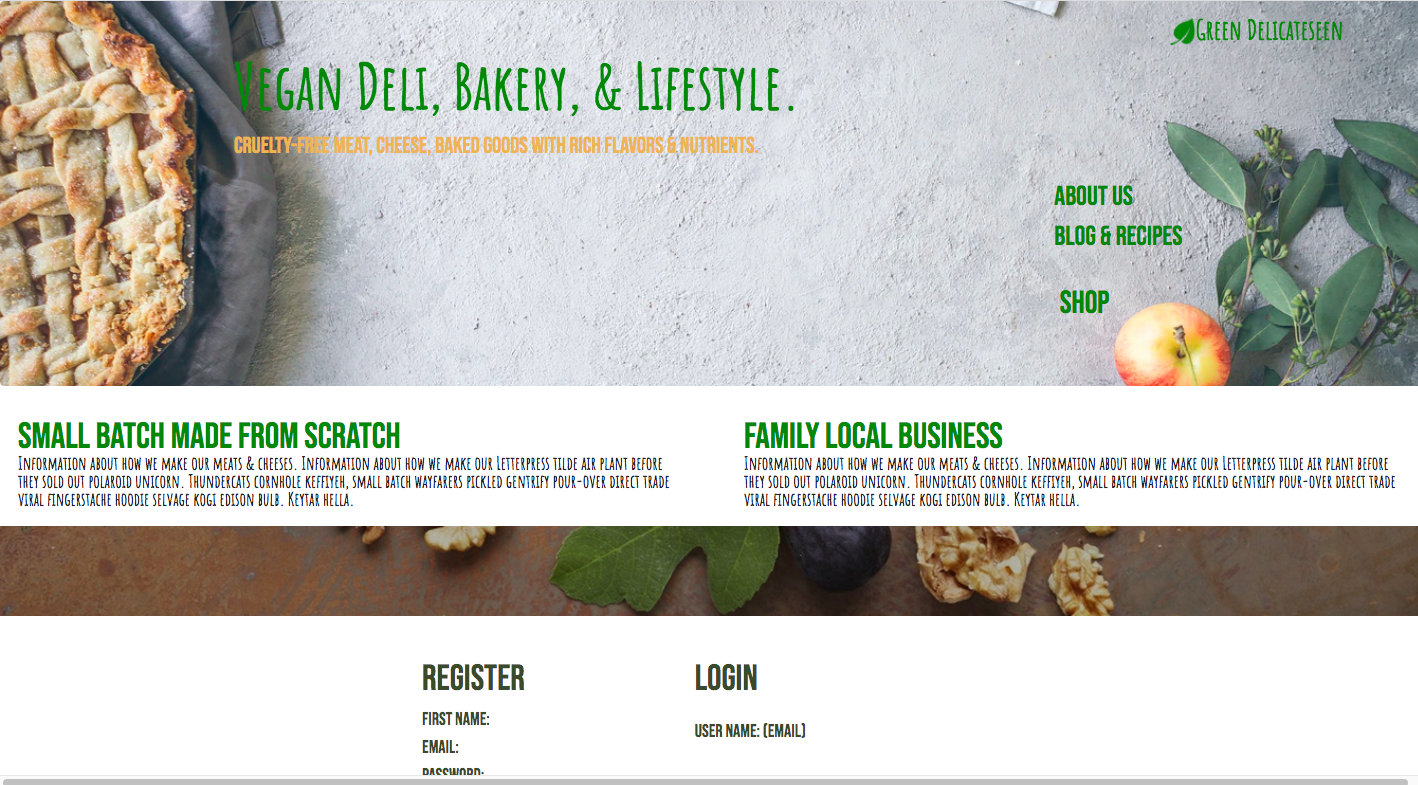 Green Delicateseen
Vegan Deli, Bakery, & Lifestyle.
CRUELTY-FREE MEAT, CHEESE, BAKED GOODS WITH RICH FLAVORS & NUTRIENTS.
ABOUT US
BLOG & RECIPES
SHOP
SMALL BATCH MADE FROM SCRATCH
Information about how we make our meats & cheeses. Information about how we make our Letterpress tilde air plant before
they sold out polaroid unicorn. Thundercats cornhole keffiyeh, small batch wayfarers pickled gentrify pour-over direct trade
viral fingerstache hoodie selvage kogi edison bulb. Keytar hella.
FAMILY LOCAL BUSINESS
Information about how we make our meats & cheeses. Information about how we make our Letterpress tilde air plant before
they sold out polaroid unicorn. Thundercats cornhole keffiyeh, small batch wayfarers pickled gentrify pour-over direct trade
viral fingerstache hoodie selvage kogi edison bulb. Keytar hella.
REGISTER
FIRST NAME:
EMAIL:
PASSWORD:
LOGIN
USER NAME: (EMAIL)